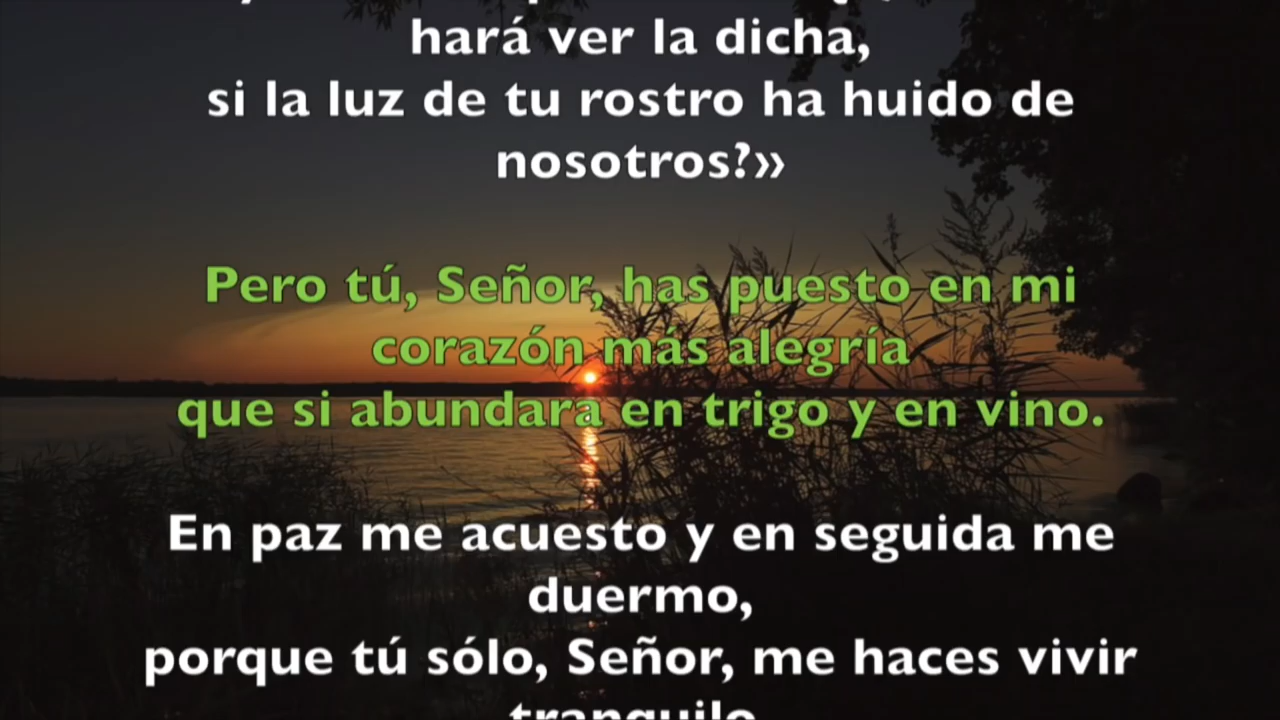 hará ver la dicha,
si la luz de tu rostro ha huido de
nosotros?»
Pero tú, Señor, has puesto en mi
corazón más alegría
que si abundara en trigo y en vino.
En paz me acuesto y en seguida me
duermo,
porque tú sólo, Señor, me haces vivir
tranquilo